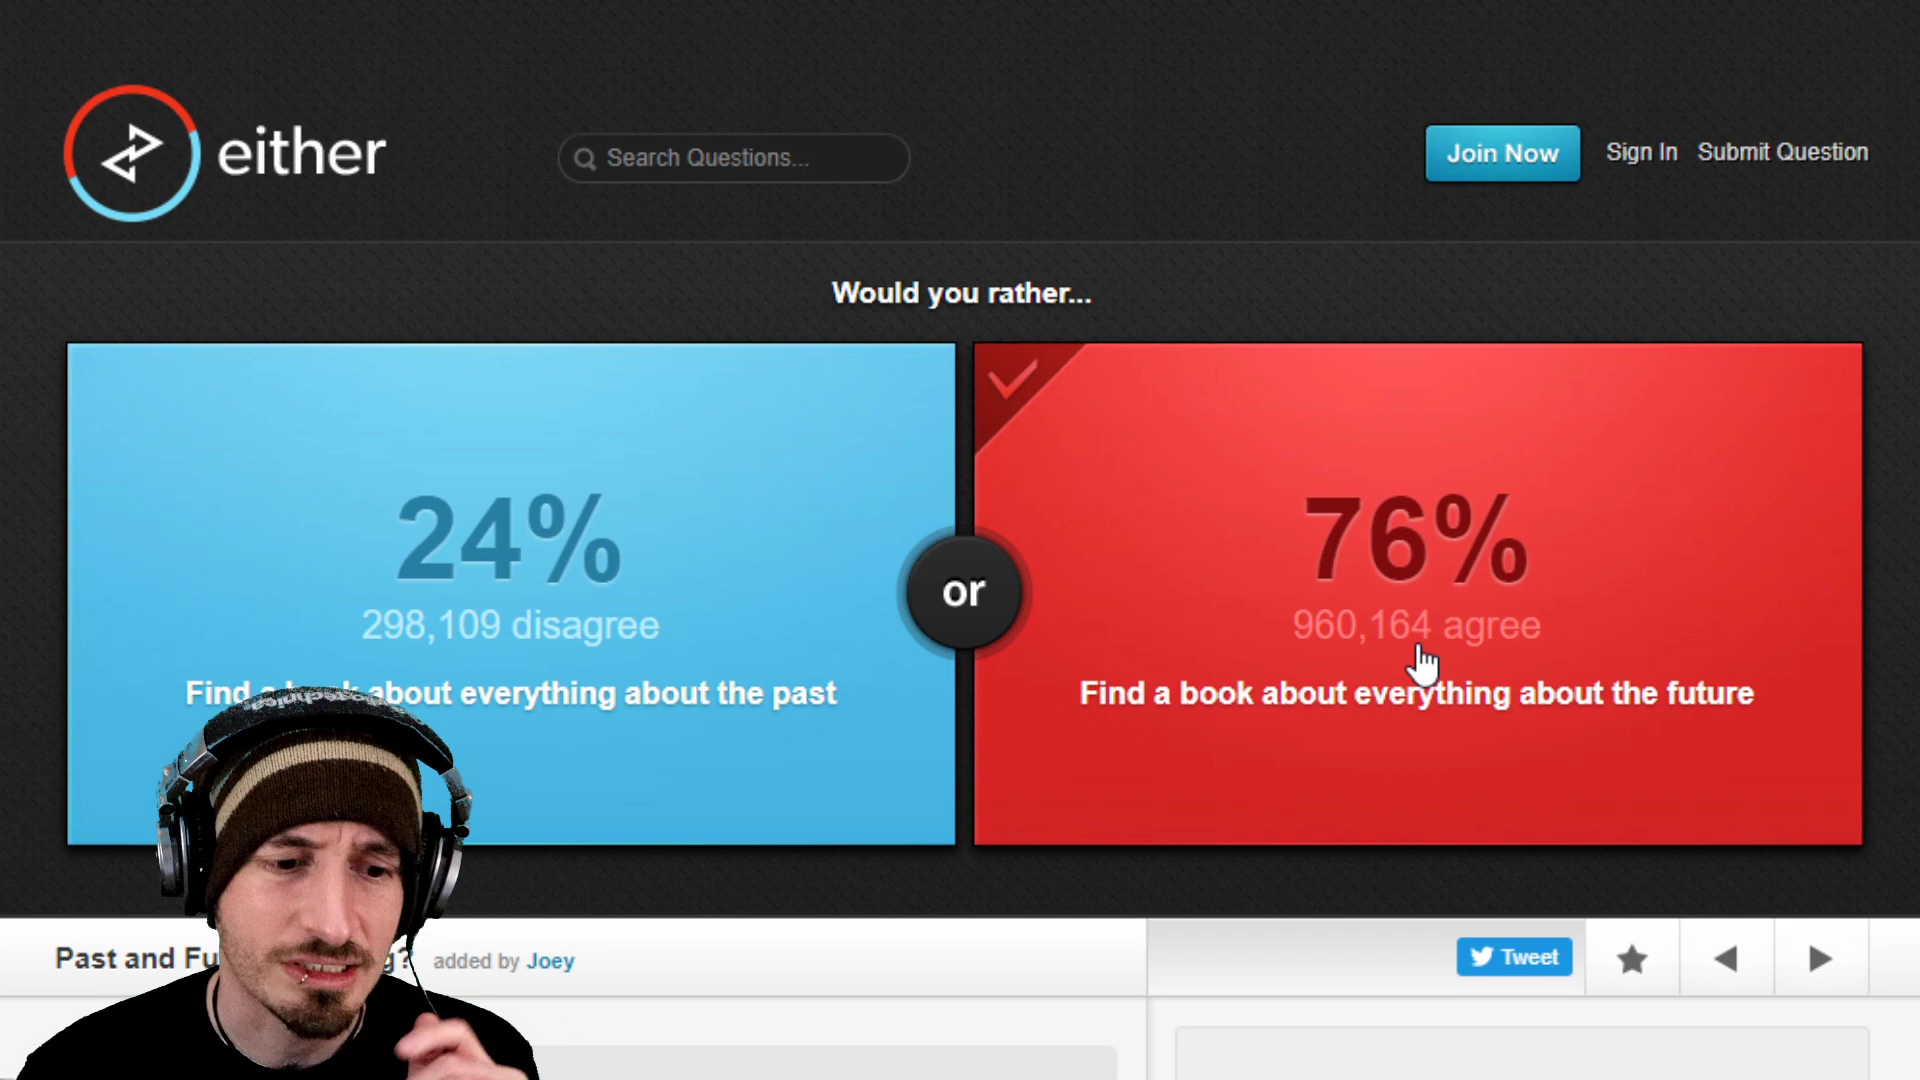 either
Search Questions...
Join Now
Sign In
Submit Question
Would you rather...
24%
298,109 disagree
Find a about everything about the past
or
76%
960,164 agree
Find a book about everything about the future
Past and added by Joey
Tweet